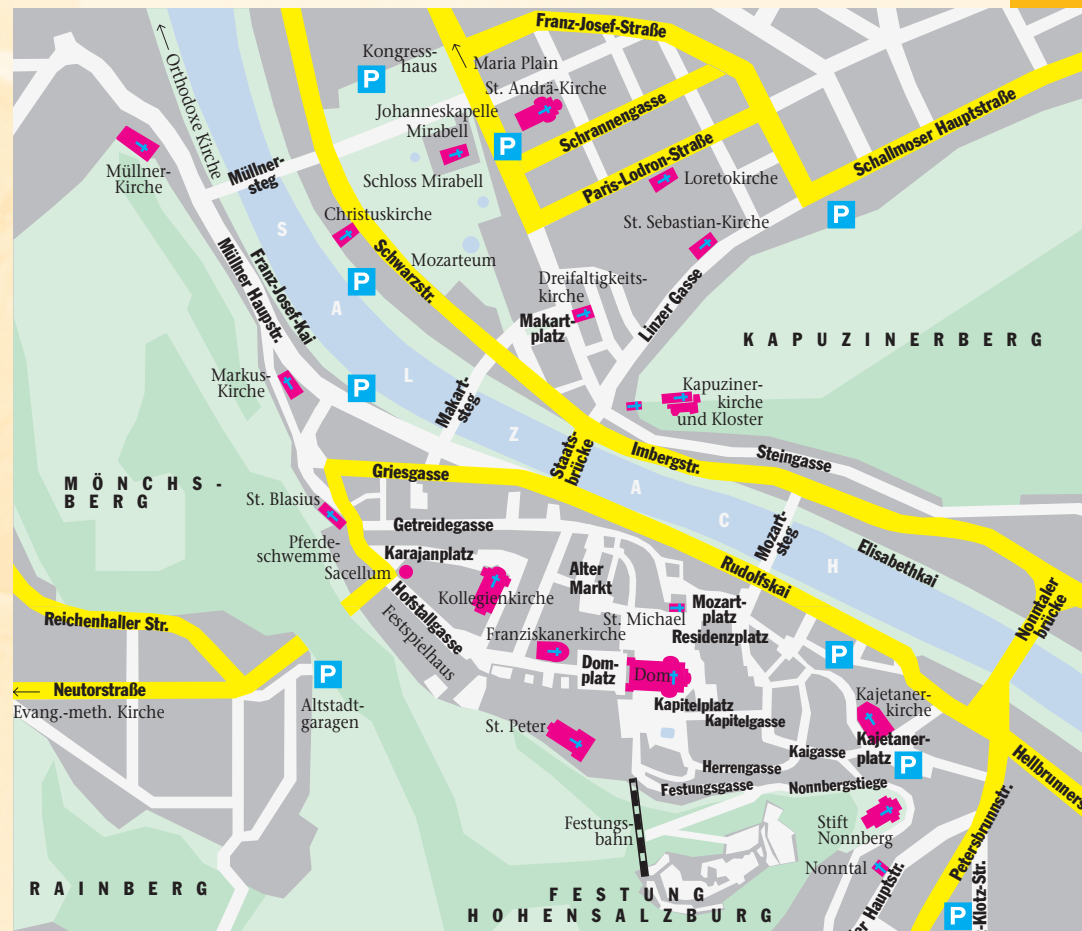 Franz-Josef-Straße
Kongress-
haus
P
Maria Plain
St. Andrä-Kirche
Orthodoxe Kirche
Johanneskapelle
Mirabell
P
Schrannengasse
Schallmoser Hauptstraße
Müllner-
Kirche
Müllner-
steg
Schloss Mirabell
Paris-Lodron-Straße
Loretokirche
Christuskirche
St. Sebastian-Kirche
P
S
A
L
Z
A
C
H
Müllner Haupstr.
Franz-Josef-Kai
Schwarzstr.
Mozarteum
P
Dreifaltigkeits-
kirche
Makart-
platz
Linzer Gasse
KAPUZINERBERG
Markus-
Kirche
P
Makart-
steg
Kapuziner-
kirche
und Kloster
Staats-
brücke
Imbergstr.
Steingasse
MÖNCHS-
BERG
Griesgasse
St. Blasius
Getreidegasse
Mozart-
steg
Elisabethkai
Pferde-
schwemme
Karajanplatz
Sacellum
Alter
Markt
Rudolfskai
Nonntaler
brücke
Kollegienkirche
Hofstallgasse
Festspielhaus
St. Michael
Mozart-
platz
Residenzplatz
Reichenhaller Str.
Franziskanerkirche
Dom-
platz
Dom
P
Neutorstraße
Evang.-meth. Kirche
P
Altstadt-
garagen
Kapitelplatz
Kapitelgasse
Kajetaner-
kirche
St. Peter
Kaigasse
Kajetaner-
platz
P
Herrengasse
Festungsgasse
Nonnbergstiege
Hellbrunners
Festungs-
bahn
Stift
Nonnberg
Petersbrunnstr.
Nonntal
er Hauptstr.
RAINBERG
FESTUNG
HOHENSALZBURG
P
-Klotz-Str.